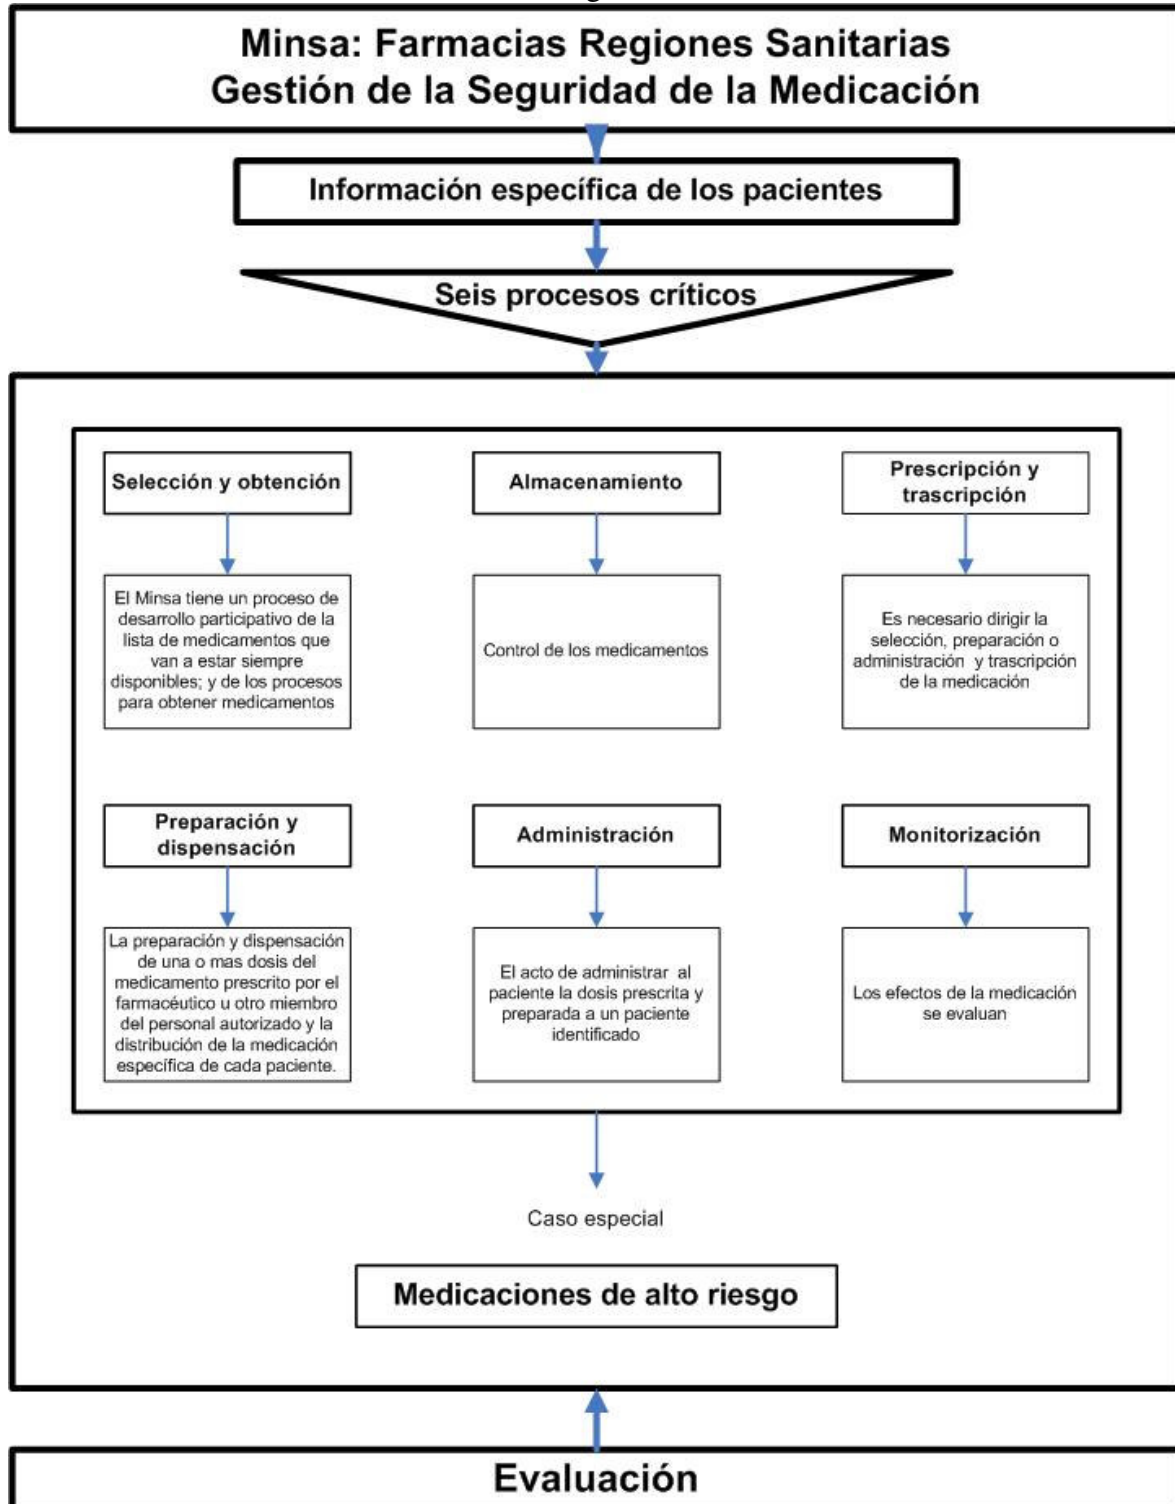 Minsa: Farmacias Regiones Sanitarias
Gestión de la Seguridad de la Medicación
Información específica de los pacientes
Seis procesos críticos
Selección y obtención
El Minsa tiene un proceso de
desarrollo participativo de la
lista de medicamentos que
van a estar siempre
disponibles; y de los procesos
para obtener medicamentos
Almacenamiento
Control de los medicamentos
Prescripción y
trascripción
Es necesario dirigir la
selección, preparación o
administración y trascripción
de la medicación
Preparación y
dispensación
La preparación y dispensación
de una o mas dosis del
medicamento prescrito por el
farmacéutico u otro miembro
del personal autorizado y la
distribución de la medicación
específica de cada paciente.
Administración
El acto de administrar al
paciente la dosis prescrita y
preparada a un paciente
identificado
Monitorización
Los efectos de la medicación
se evaluan
Caso especial
Medicaciones de alto riesgo
Evaluación